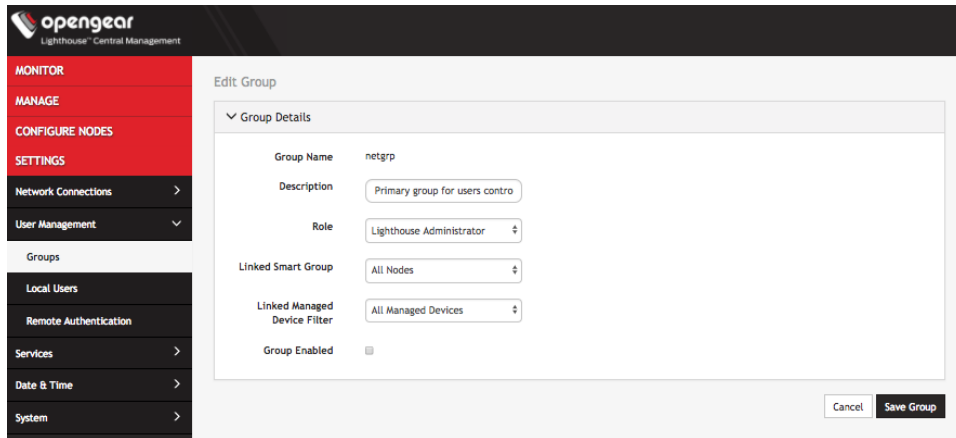 opengear
Lighthouse™ Central Management
MONITOR
MANAGE
CONFIGURE NODES
SETTINGS
Network Connections
User Management
Groups
Local Users
Remote Authentication
Services
Date & Time
System
Edit Group
Group Details
Group Name netgrp
Description Primary group for users contro
Role Lighthouse Administrator
Linked Smart Group All Nodes
Linked Managed
Device Filter All Managed Devices
Group Enabled
Cancel Save Group